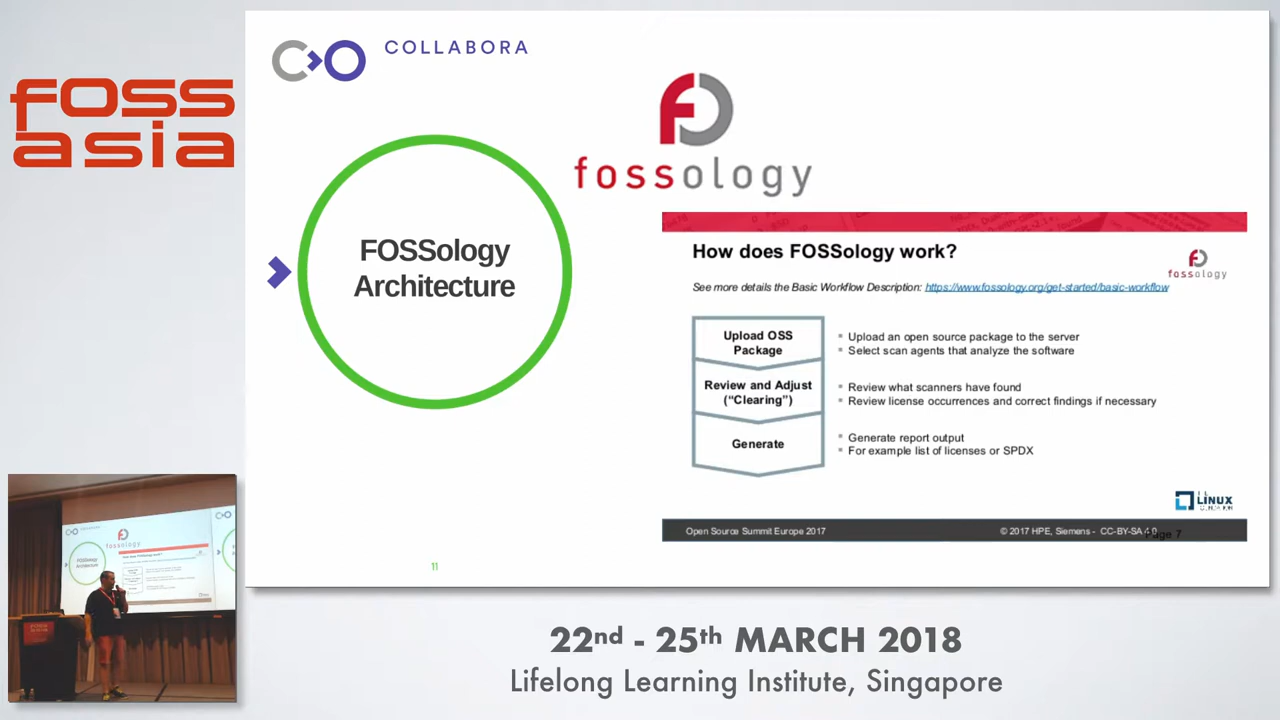 COLLABORA
foss
asia
fossology
FOSSology
Architecture
How does FOSSology work?
fossology
See more details the Basic Workflow Description: https://www.fossology.org/get-started/basic-workflow
Upload OSS
Package
Upload an open source package to the server
Select scan agents that analyze the software
Review and Adjust
(“Clearing”)
Review what scanners have found
Review license occurrences and correct findings if necessary
Generate
Generate report output
For example list of licenses or SPDX
LINUX
Open Source Summit Europe 2017
© 2017 HPE, Siemens - CC-BY-SA 4.0
Page 7
11
22nd - 25th MARCH 2018
Lifelong Learning Institute, Singapore